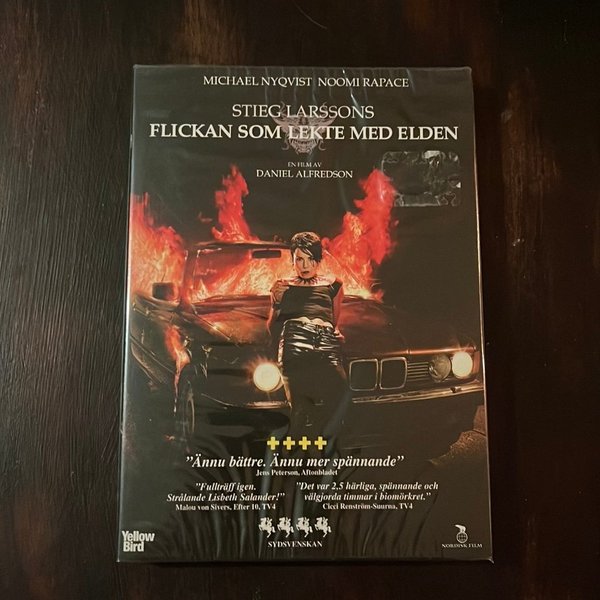 MICHAEL NYQVIST NOOMI RAPACE
STIEG LARSSONS
FLICKAN SOM LEKTE MED ELDEN
EN FILM AV
DANIEL ALFREDSON
”Ännu bättre. Ännu mer spännande”
Jens Peterson, Aftonbladet
”Fullträff igen.
Strålande Lisbeth Salander!”
Malou von Sivers, Efter 10, TV4
”Det var 2,5 härliga, spännande och
välgjorda timmar i biomörkret.”
Cicci Renström-Suurna, TV4
SYDSVENSKAN
Yellow
Bird
NORDISK FILM